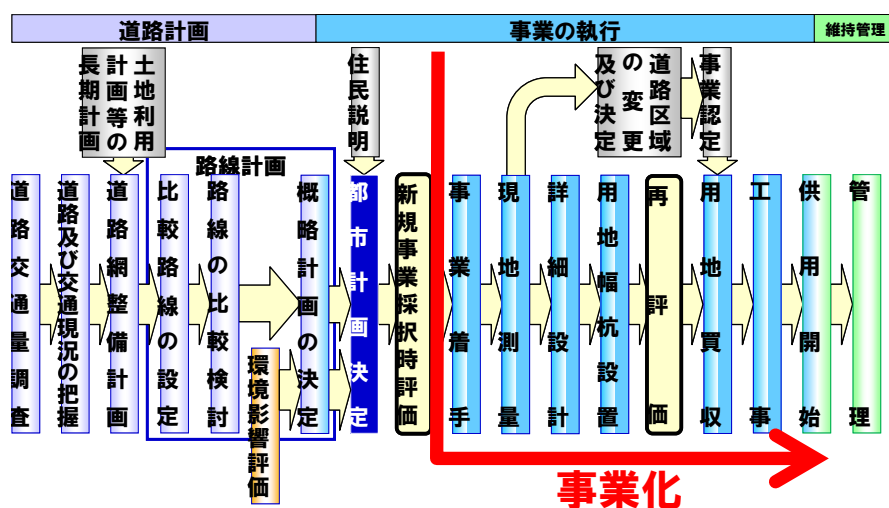 道路計画
事業の執行
維持管理
土地利用
計画等の
長期計画
住民説明
道路区域
の変更
及び決定
事業認定
路線計画
道路交通量調査
道路及び交通現況の把握
道路網整備計画
比較路線の設定
路線の比較検討
環境影響評価
概略計画の決定
都市計画決定
新規事業採択時評価
事業着手
現地測量
詳細設計
用地幅杭設置
再評価
用地買収
工事
供用開始
管理
事業化